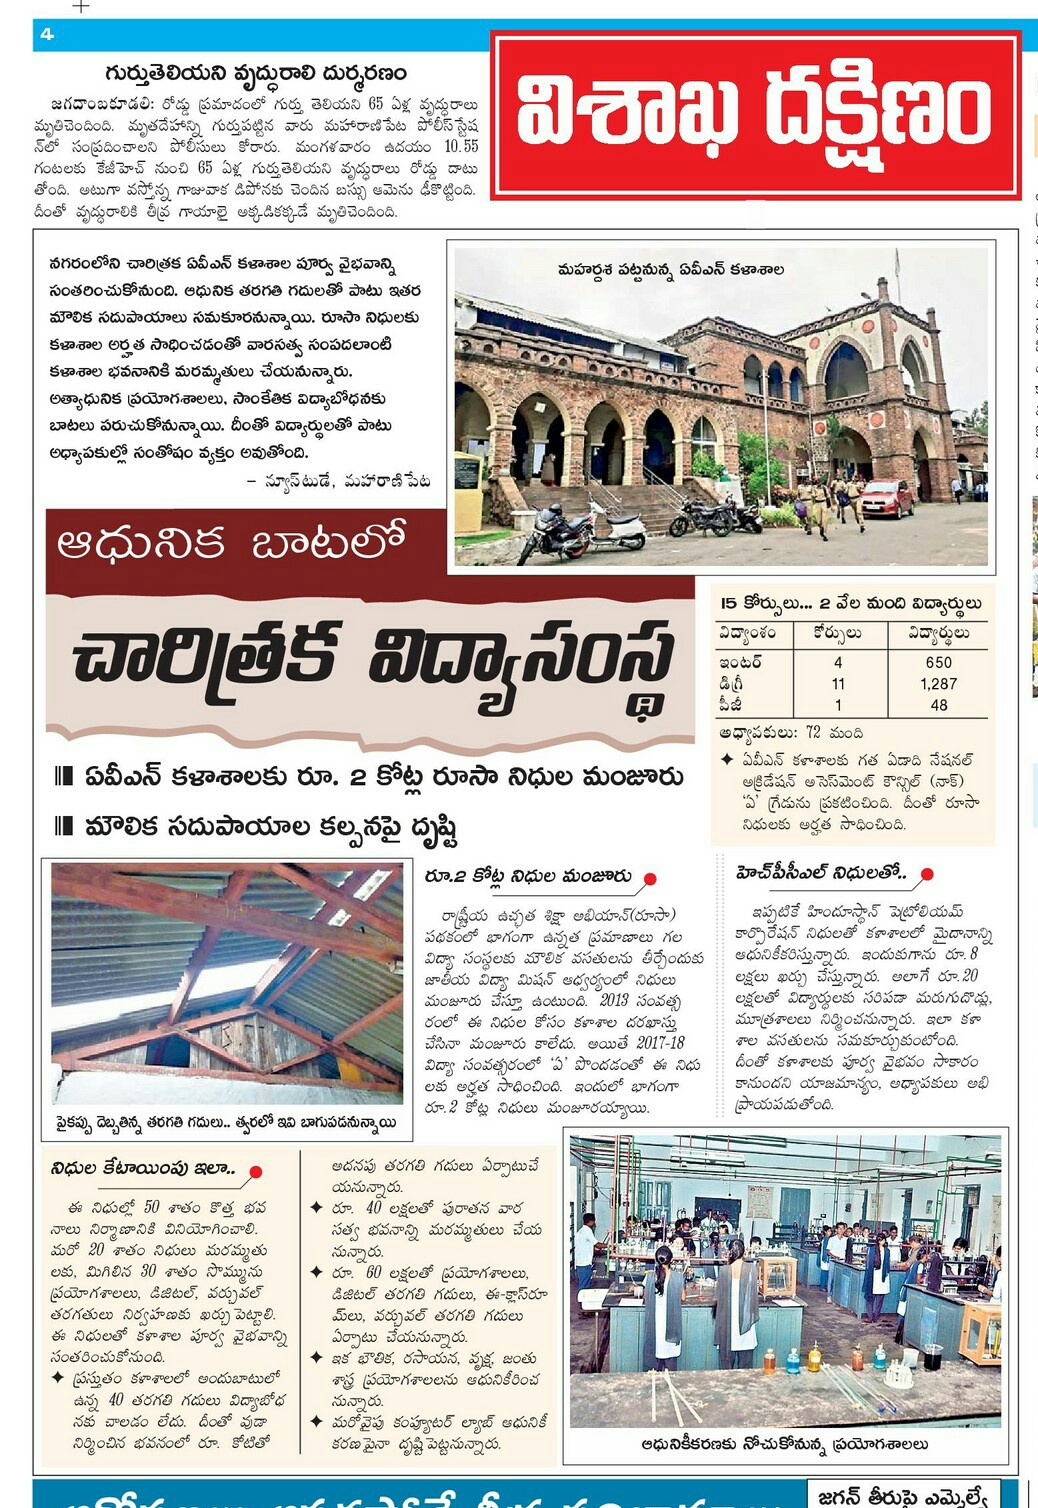 4
గుర్తుతెలియని వృద్ధురాలి దుర్మరణం
జగదాంబకూడలి: రోడ్డు ప్రమాదంలో గుర్తు తెలియని 65 ఏళ్ల వృద్ధురాలు
మృతిచెందింది. మృతదేహాన్ని గుర్తుపట్టిన వారు మహారాణిపేట పోలీస్‌స్టేష
న్‌లో సంప్రదించాలని పోలీసులు కోరారు. మంగళవారం ఉదయం 10.55
గంటలకు కేజీహెచ్ నుంచి 65 ఏళ్ల గుర్తుతెలియని వృద్ధురాలు రోడ్డు దాటు
తోంది. అటుగా వస్తోన్న గాజువాక డిపోనకు చెందిన బస్సు ఆమెను ఢీకొట్టింది.
దీంతో వృద్ధురాలికి తీవ్ర గాయాలై అక్కడికక్కడే మృతిచెందింది.
విశాఖ దక్షిణం
నగరంలోని చారిత్రక ఏవీఎన్ కళాశాల పూర్వ వైభవాన్ని
సంతరించుకోనుంది. ఆధునిక తరగతి గదులతో పాటు ఇతర
మౌలిక సదుపాయాలు సమకూరనున్నాయి. రూసా నిధులకు
కళాశాల అర్హత సాధించడంతో వారసత్వ సంపదలాంటి
కళాశాల భవనానికి మరమ్మతులు చేయనున్నారు.
అత్యాధునిక ప్రయోగశాలలు, సాంకేతిక విద్యాబోధనకు
బాటలు పరుచుకోనున్నాయి. దీంతో విద్యార్థులతో పాటు
అధ్యాపకుల్లో సంతోషం వ్యక్తం అవుతోంది.
– న్యూస్‌టుడే, మహారాణిపేట
మహర్దశ పట్టనున్న ఏవీఎన్ కళాశాల
ఆధునిక బాటలో
చారిత్రక విద్యాసంస్థ
ఏవీఎన్ కళాశాలకు రూ. 2 కోట్ల రూసా నిధుల మంజూరు
మౌలిక సదుపాయాల కల్పనపై దృష్టి
15 కోర్సులు... 2 వేల మంది విద్యార్థులు
విద్యాంశం కోర్సులు విద్యార్థులు
ఇంటర్ 4 650
డిగ్రీ 11 1,287
పీజీ 1 48
అధ్యాపకులు: 72 మంది
✦ ఏవీఎన్ కళాశాలకు గత ఏడాది నేషనల్
అక్రిడేషన్ అసెస్‌మెంట్ కౌన్సిల్ (నాక్)
‘ఏ’ గ్రేడును ప్రకటించింది. దీంతో రూసా
నిధులకు అర్హత సాధించింది.
పైకప్పు దెబ్బతిన్న తరగతి గదులు.. త్వరలో ఇవి బాగుపడనున్నాయి
రూ.2 కోట్ల నిధుల మంజూరు
రాష్ట్రీయ ఉచ్ఛత శిక్షా అభియాన్(రూసా)
పథకంలో భాగంగా ఉన్నత ప్రమాణాలు గల
విద్యా సంస్థలకు మౌలిక వసతులను తీర్చేందుకు
జాతీయ విద్యా మిషన్ ఆధ్వర్యంలో నిధులు
మంజూరు చేస్తూ ఉంటుంది. 2013 సంవత్స
రంలో ఈ నిధుల కోసం కళాశాల దరఖాస్తు
చేసినా మంజూరు కాలేదు. అయితే 2017-18
విద్యా సంవత్సరంలో ‘ఏ’ పొందడంతో ఈ నిధు
లకు అర్హత సాధించింది. ఇందులో భాగంగా
రూ.2 కోట్ల నిధులు మంజూరయ్యాయి.
హెచ్‌పీసీఎల్ నిధులతో..
ఇప్పటికే హిందూస్థాన్ పెట్రోలియమ్
కార్పొరేషన్ నిధులతో కళాశాలలో మైదానాన్ని
ఆధునికీకరిస్తున్నారు. ఇందుకుగాను రూ.8
లక్షలు ఖర్చు చేస్తున్నారు. అలాగే రూ.20
లక్షలతో విద్యార్థులకు సరిపడా మరుగుదొడ్లు,
మూత్రశాలలు నిర్మించనున్నారు. ఇలా కళా
శాల వసతులను సమకూర్చుకుంటోంది.
దీంతో కళాశాలకు పూర్వ వైభవం సాకారం
కానుందని యాజమాన్యం, అధ్యాపకులు అభి
ప్రాయపడుతోంది.
నిధుల కేటాయింపు ఇలా..
ఈ నిధుల్లో 50 శాతం కొత్త భవ
నాలు నిర్మాణానికి వినియోగించాలి.
మరో 20 శాతం నిధులు మరమ్మతు
లకు, మిగిలిన 30 శాతం సొమ్మును
ప్రయోగశాలలు, డిజిటల్, వర్చువల్
తరగతులు నిర్వహణకు ఖర్చుపెట్టాలి.
ఈ నిధులతో కళాశాల పూర్వ వైభవాన్ని
సంతరించుకోనుంది.
✦ ప్రస్తుతం కళాశాలలో అందుబాటులో
ఉన్న 40 తరగతి గదులు విద్యాబోధ
నకు చాలడం లేదు. దీంతో వుడా
నిర్మించిన భవనంలో రూ. కోటితో
అదనపు తరగతి గదులు ఏర్పాటుచే
యనున్నారు.
✦ రూ. 40 లక్షలతో పురాతన వార
సత్వ భవనాన్ని మరమ్మతులు చేయ
నున్నారు.
✦ రూ. 60 లక్షలతో ప్రయోగశాలలు,
డిజిటల్ తరగతి గదులు, ఈ-క్లాస్‌రూ
మ్‌లు, వర్చువల్ తరగతి గదులు
ఏర్పాటు చేయనున్నారు.
✦ ఇక భౌతిక, రసాయన, వృక్ష, జంతు
శాస్త్ర ప్రయోగశాలలను ఆధునికీరించ
నున్నారు.
✦ మరోవైపు కంప్యూటర్ ల్యాబ్ ఆధునికీ
కరణపైనా దృష్టిపెట్టనున్నారు.
ఆధునికీకరణకు నోచుకోనున్న ప్రయోగశాలలు
జగన్ తీరుపై ఎమ్మెల్యే